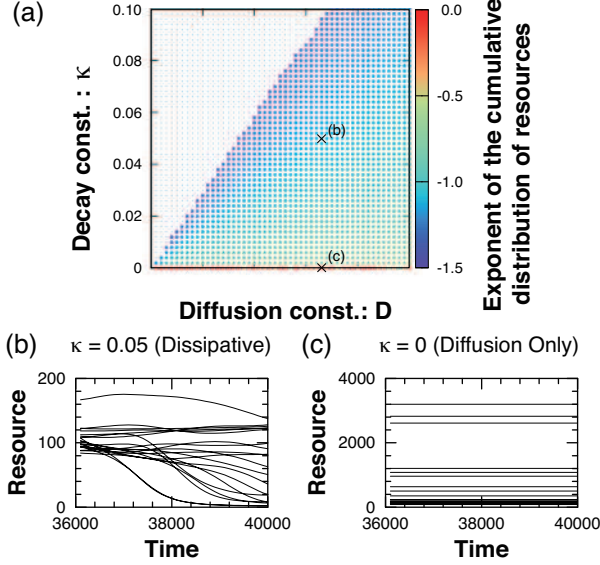 (a)
Decay const. : κ
0.10
0.08
0.06
0.04
0.02
0
(b)
(c)
Diffusion const.: D
0.0
-0.5
-1.0
-1.5
Exponent of the cumulative
distribution of resources
(b) κ = 0.05 (Dissipative)
Resource
200
100
0
36000 38000 40000
Time
(c) κ = 0 (Diffusion Only)
Resource
4000
2000
0
36000 38000 40000
Time